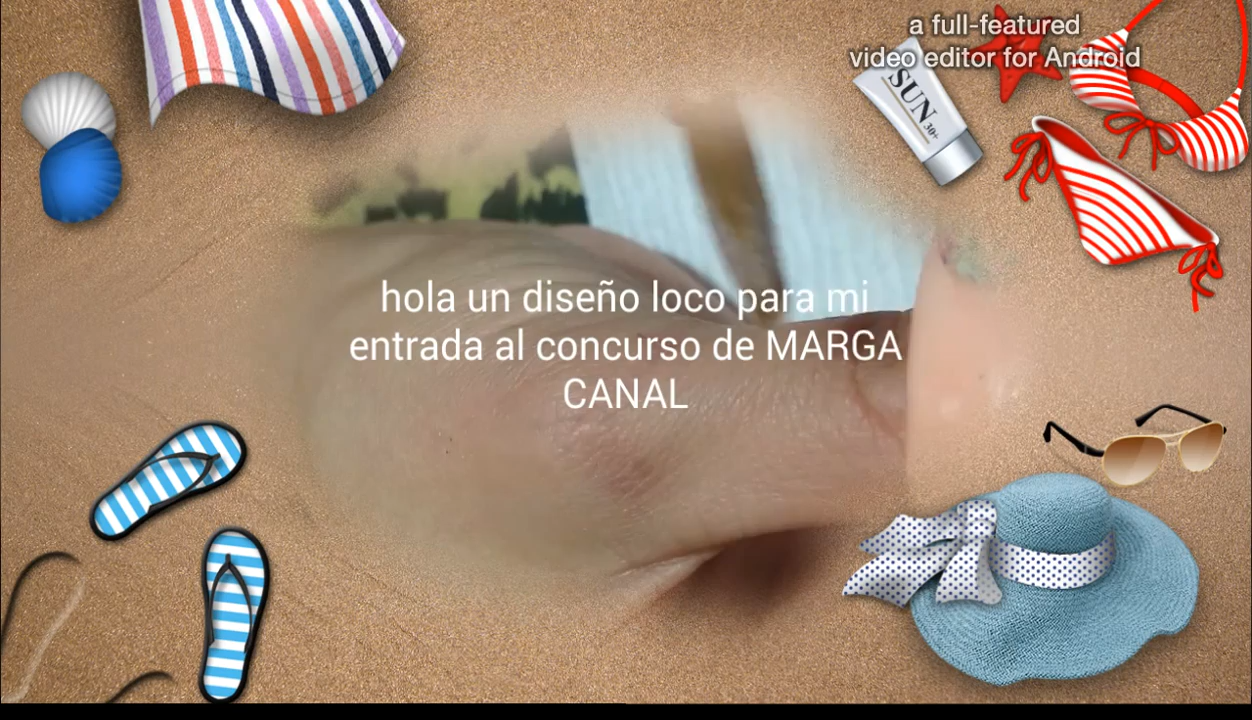 a full-featured
video editor for Android
SUN
30+
hola un diseño loco para mi
entrada al concurso de MARGA
CANAL